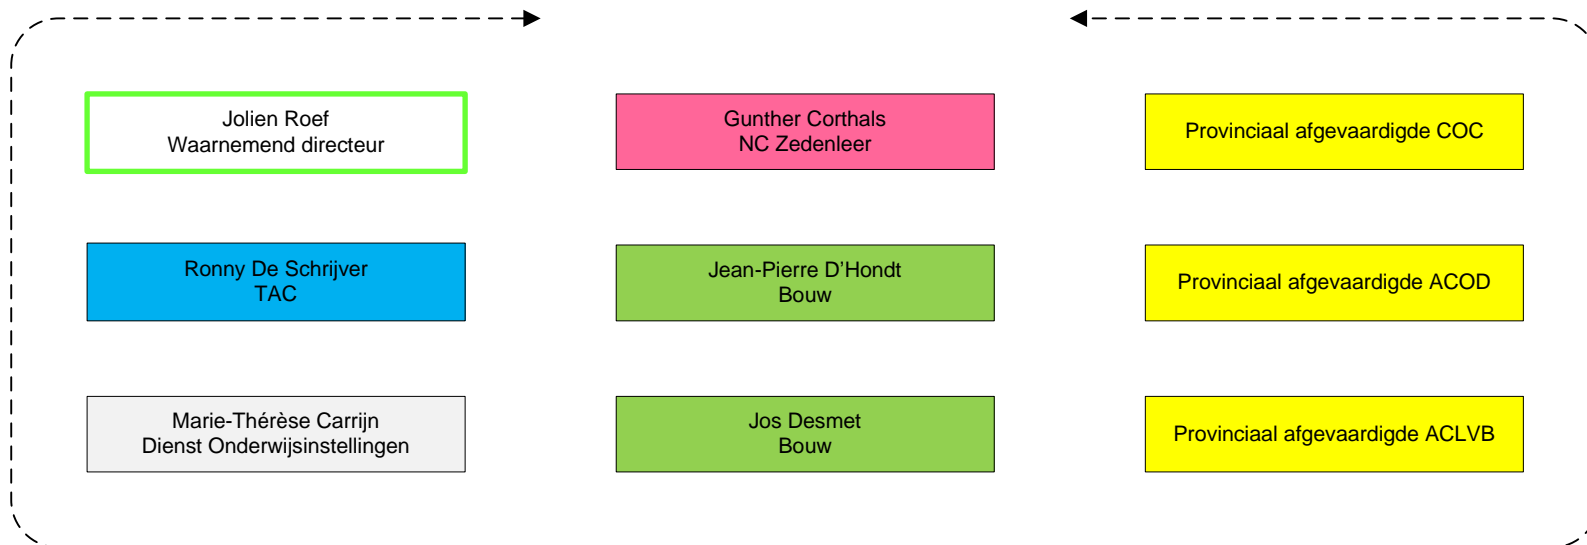 Jolien Roef
Waarnemend directeur
Gunther Corthals
NC Zedenleer
Provinciaal afgevaardigde COC
Ronny De Schrijver
TAC
Jean-Pierre D'Hondt
Bouw
Provinciaal afgevaardigde ACOD
Marie-Thérèse Carrijn
Dienst Onderwijsinstellingen
Jos Desmet
Bouw
Provinciaal afgevaardigde ACLVB